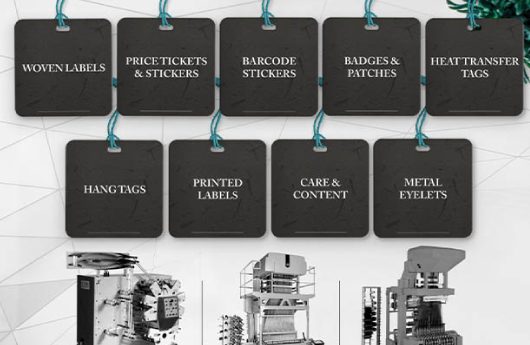 WOVEN LABELS
PRICE TICKETS
& STICKERS
BARCODE
STICKERS
BADGES &
PATCHES
HEAT TRANSFER
TAGS
HANG TAGS
PRINTED
LABELS
CARE &
CONTENT
METAL
EYELETS